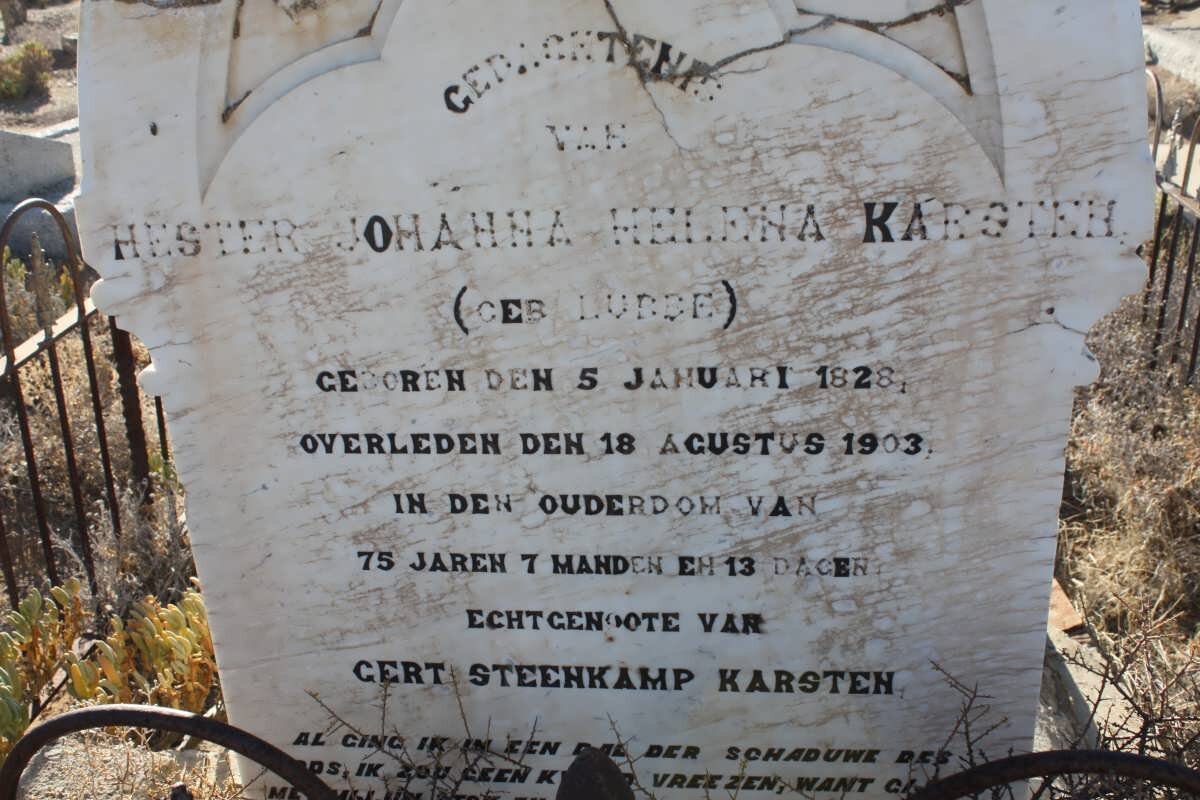 GEDACHTENIS
VAN
HESTER JOHANNA HELENA KARSTEN.
(GEB LUBBE)
GEBOREN DEN 5 JANUARI 1828,
OVERLEDEN DEN 18 AGUSTUS 1903.
IN DEN OUDERDOM VAN
75 JAREN 7 MANDEN EN 13 DAGEN,
ECHTGENOOTE VAN
GERT STEENKAMP KARSTEN,
AL GING IK IN EEN DAL DER SCHADUWE DES
IK ZOU GEEN VREEZEN, WANT